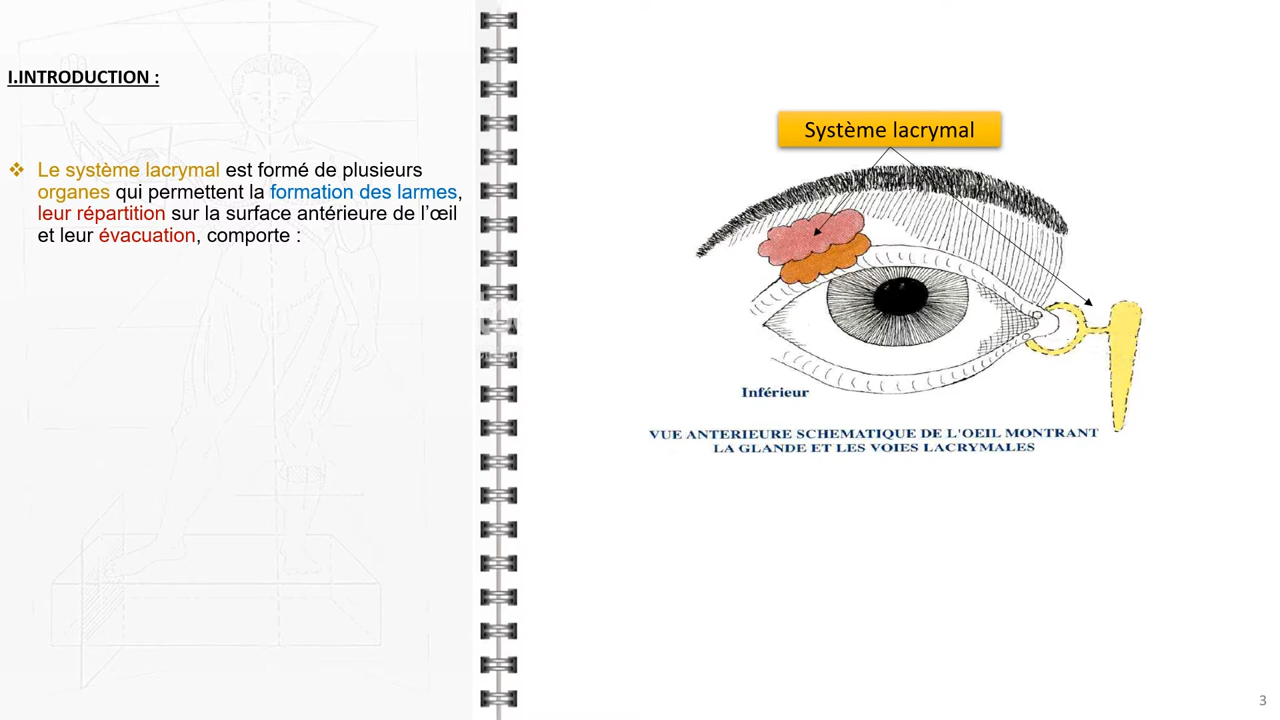 I.INTRODUCTION :
❖ Le système lacrymal est formé de plusieurs
organes qui permettent la formation des larmes,
leur répartition sur la surface antérieure de l’œil
et leur évacuation, comporte :
Système lacrymal
Inférieur
VUE ANTERIEURE SCHEMATIQUE DE L'OEIL MONTRANT
LA GLANDE ET LES VOIES LACRYMALES
3